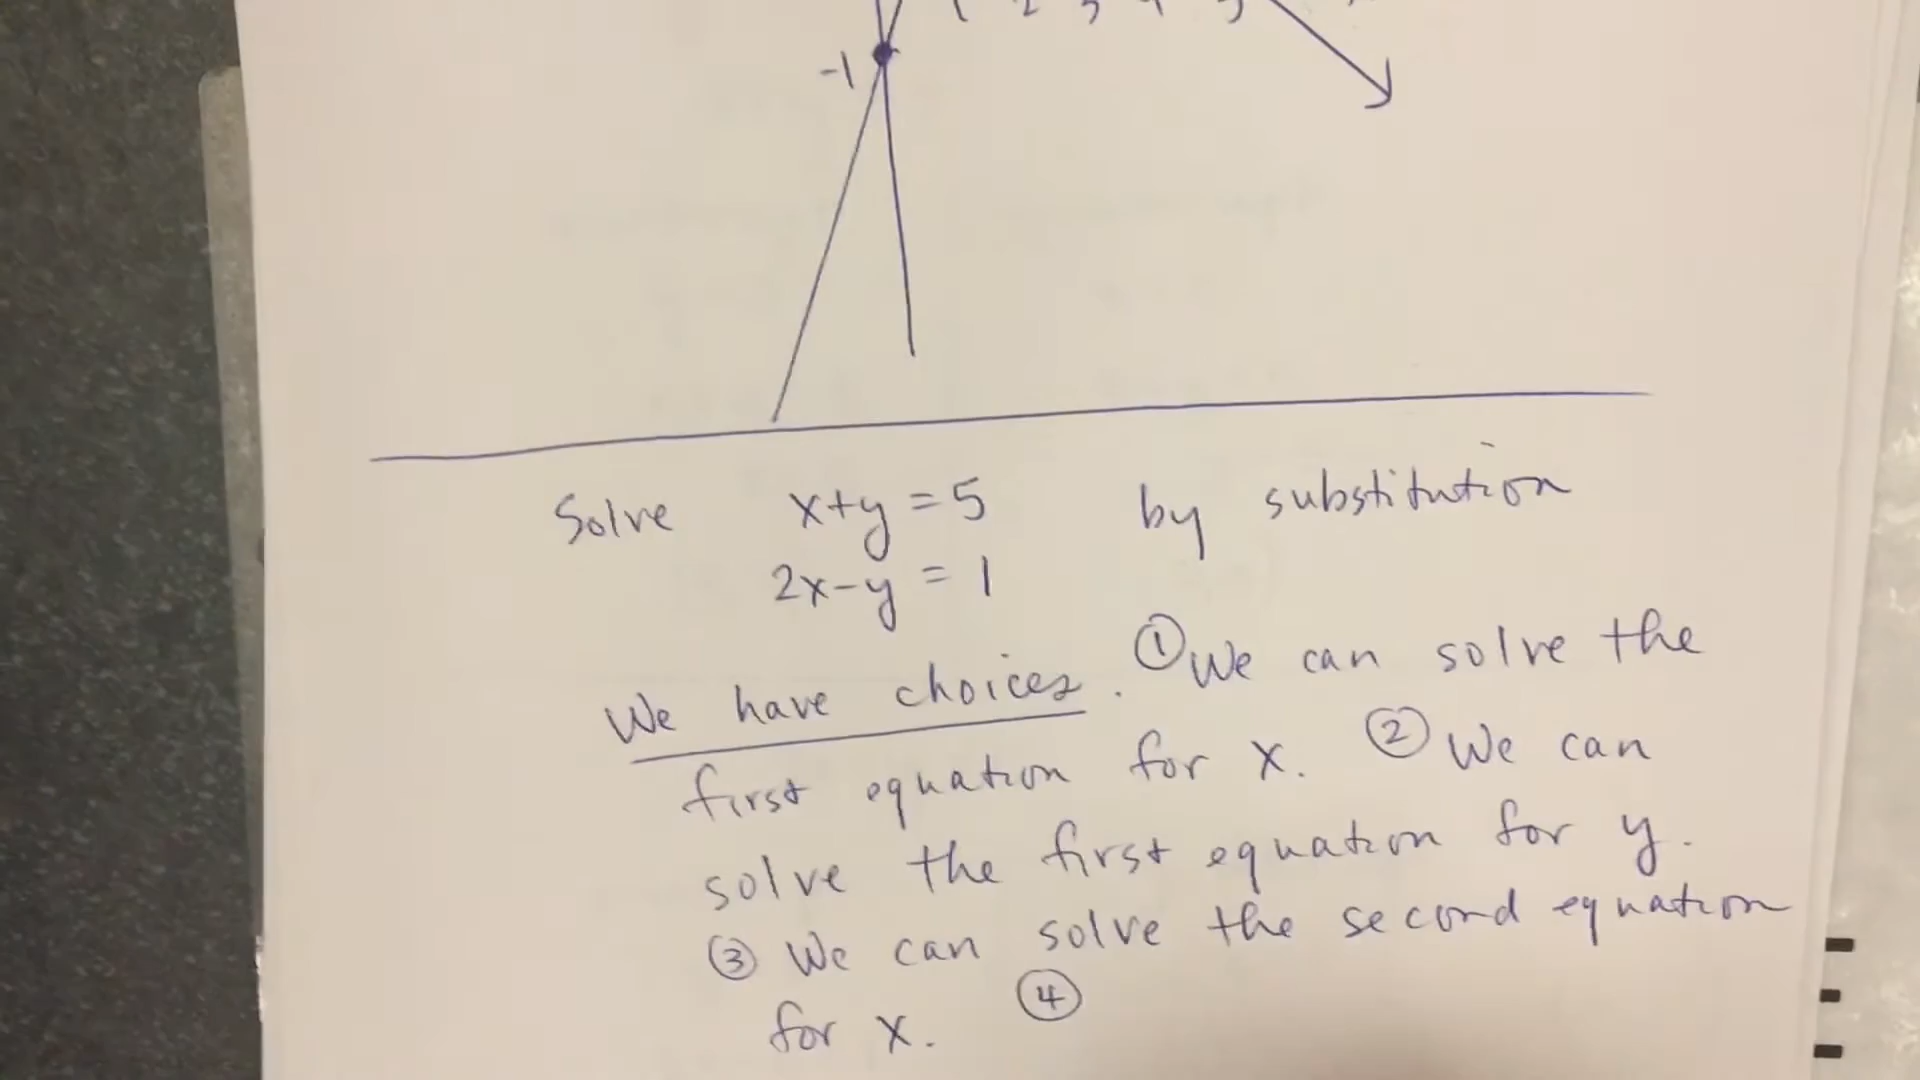 -1
Solve x+y=5 by substitution
2x-y = 1
We have choices. ① We can solve the
first equation for x. ② We can
solve the first equation for y.
③ We can solve the second equation
for x. ④